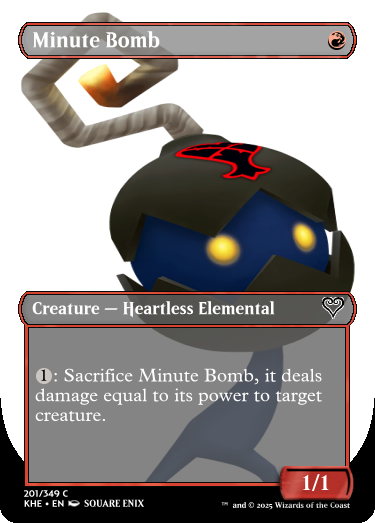 Minute Bomb
Creature — Heartless Elemental
1: Sacrifice Minute Bomb, it deals
damage equal to its power to target
creature.
1/1
201/349 C
KHE • EN SQUARE ENIX
™ and © 2025 Wizards of the Coast